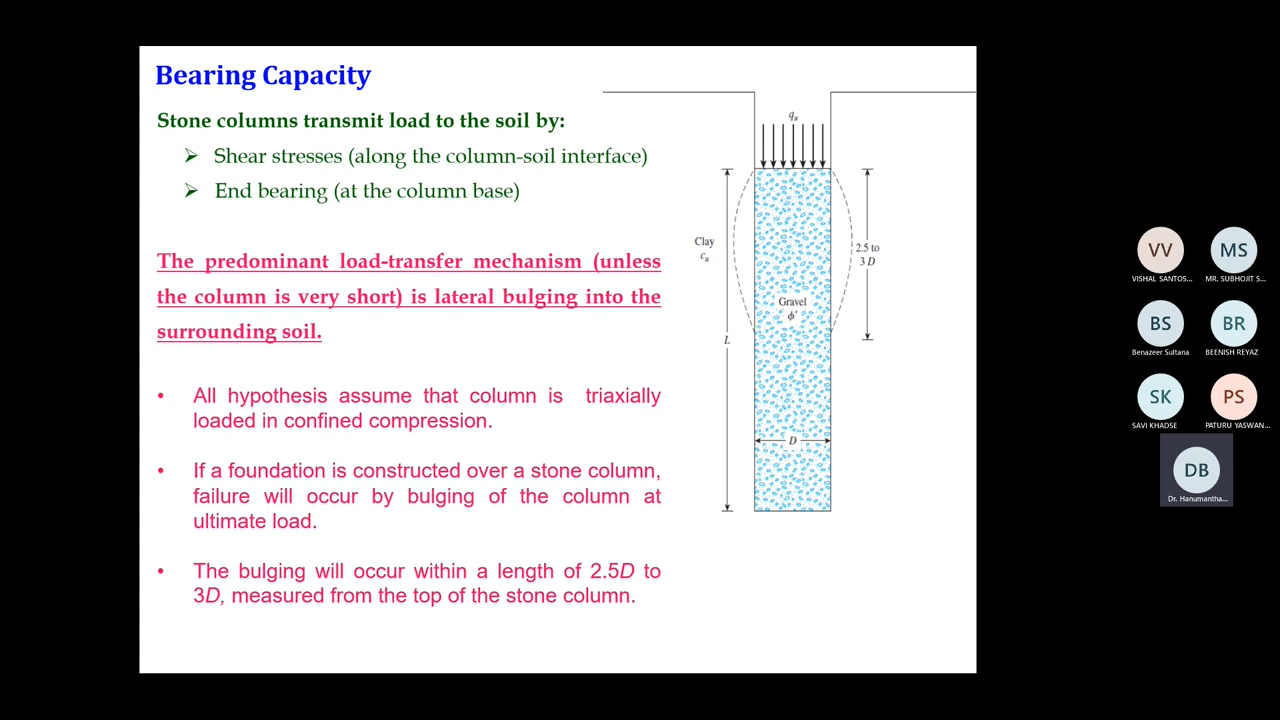 Bearing Capacity
Stone columns transmit load to the soil by:
➢ Shear stresses (along the column-soil interface)
➢ End bearing (at the column base)
The predominant load-transfer mechanism (unless
the column is very short) is lateral bulging into the
surrounding soil.
• All hypothesis assume that column is triaxially
loaded in confined compression.
• If a foundation is constructed over a stone column,
failure will occur by bulging of the column at
ultimate load.
• The bulging will occur within a length of 2.5D to
3D, measured from the top of the stone column.
qu
Clay
cu
2.5 to
3 D
Gravel
ϕ′
L
D
VV
VISHAL SANTOS...
MS
MR. SUBHOJIT S...
BS
Benazeer Sultana
BR
BEENISH REYAZ
SK
SAVI KHADSE
PS
PATURU YASWAN...
DB
Dr. Hanumantha...